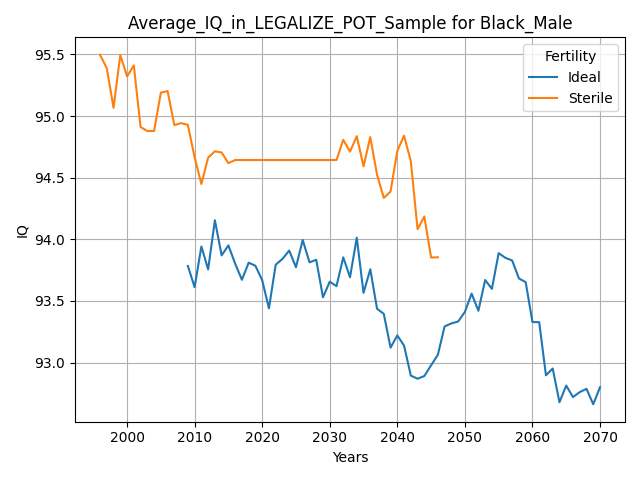 Average_IQ_in_LEGALIZE_POT_Sample for Black_Male
Fertility
Ideal
Sterile
IQ
95.5
95.0
94.5
94.0
93.5
93.0
2000 2010 2020 2030 2040 2050 2060 2070
Years